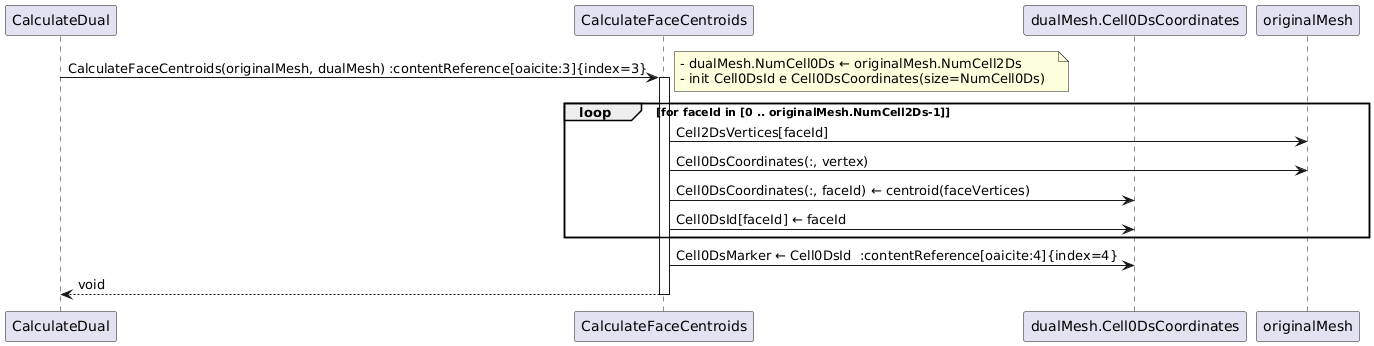 CalculateDual
CalculateFaceCentroids
dualMesh.Cell0DsCoordinates
originalMesh
CalculateFaceCentroids(originalMesh, dualMesh) :contentReference[oaicite:3]{index=3}
- dualMesh.NumCell0Ds ← originalMesh.NumCell2Ds
- init Cell0DsId e Cell0DsCoordinates(size=NumCell0Ds)
loop
[for faceId in [0 .. originalMesh.NumCell2Ds-1]]
Cell2DsVertices[faceId]
Cell0DsCoordinates(:, vertex)
Cell0DsCoordinates(:, faceId) ← centroid(faceVertices)
Cell0DsId[faceId] ← faceId
Cell0DsMarker ← Cell0DsId  :contentReference[oaicite:4]{index=4}
void
CalculateDual
CalculateFaceCentroids
dualMesh.Cell0DsCoordinates
originalMesh